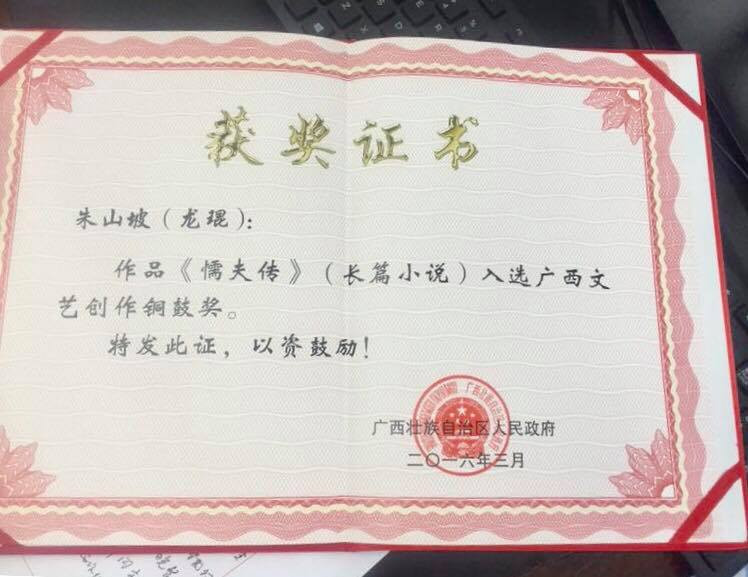 获奖证书
朱山坡（龙琨）：
作品《懦夫传》（长篇小说）入选广西文
艺创作铜鼓奖。
特发此证，以资鼓励！
广西壮族自治区人民政府
二〇一六年三月